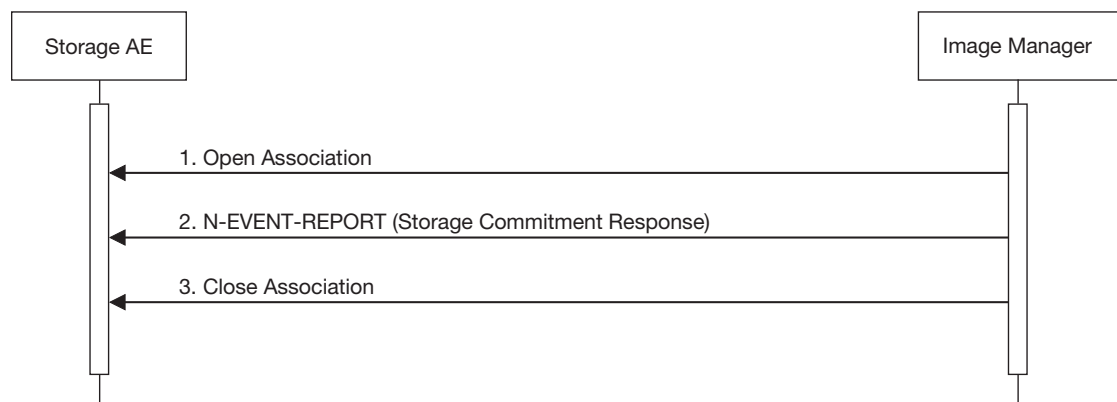 Storage AE
Image Manager
1. Open Association
2. N-EVENT-REPORT (Storage Commitment Response)
3. Close Association